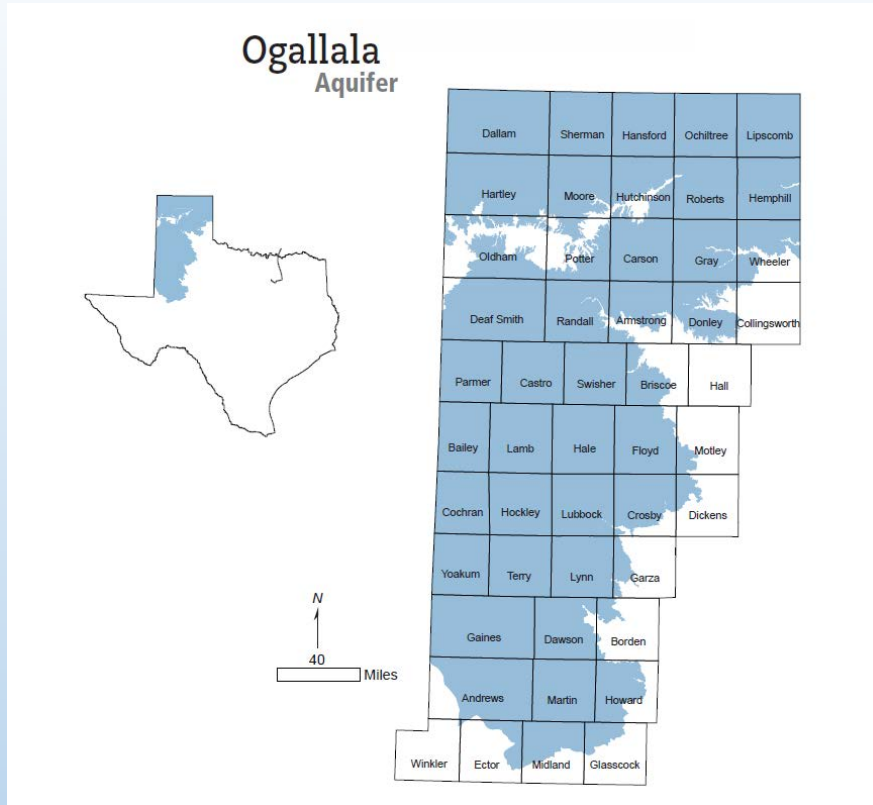 Ogallala
Aquifer
Dallam Sherman Hansford Ochiltree Lipscomb
Hartley Moore Hutchinson Roberts Hemphill
Oldham Potter Carson Gray Wheeler
Deaf Smith Randall Armstrong Donley Collingsworth
Parmer Castro Swisher Briscoe Hall
Bailey Lamb Hale Floyd Motley
Cochran Hockley Lubbock Crosby Dickens
Yoakum Terry Lynn Garza
N
40
Miles
Gaines Dawson Borden
Andrews Martin Howard
Winkler Ector Midland Glasscock